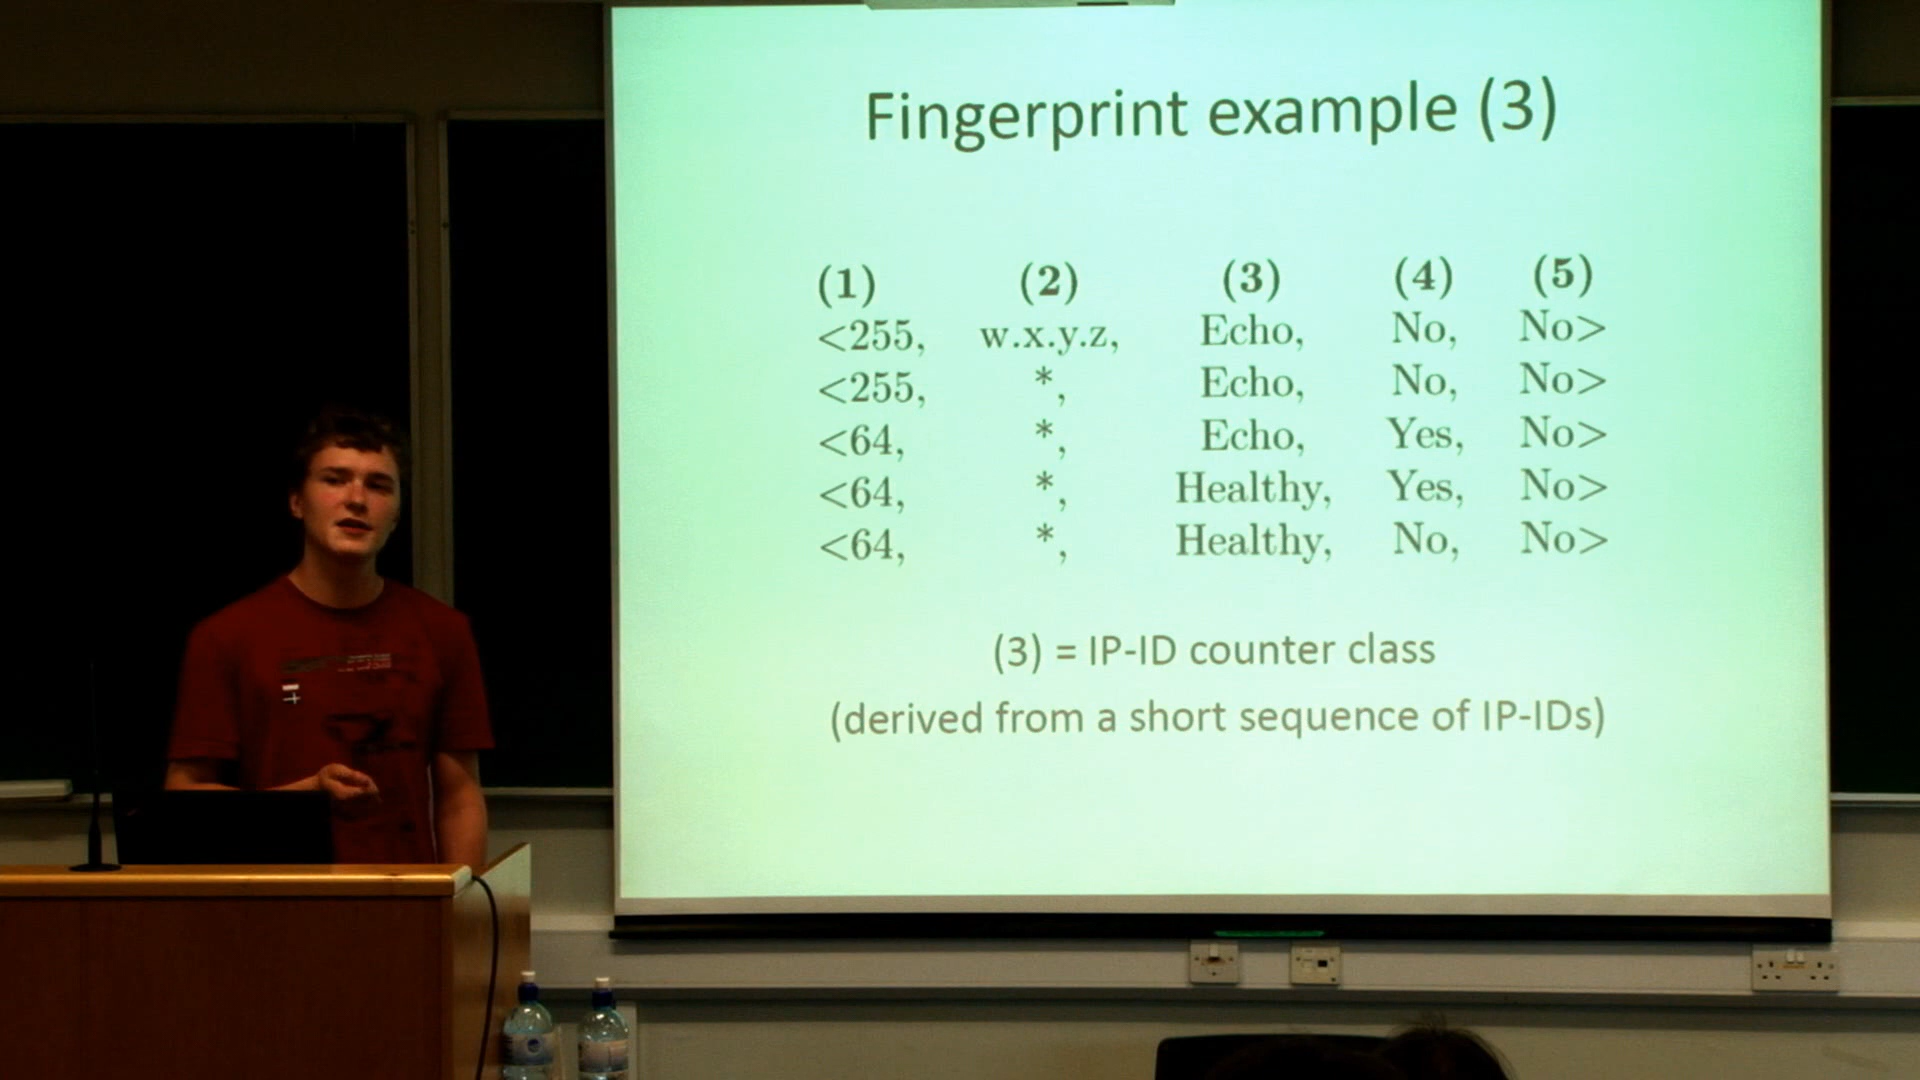 Fingerprint example (3)
(1) (2) (3) (4) (5)
<255, w.x.y.z, Echo, No, No>
<255, *, Echo, No, No>
<64, *, Echo, Yes, No>
<64, *, Healthy, Yes, No>
<64, *, Healthy, No, No>
(3) = IP-ID counter class
(derived from a short sequence of IP-IDs)